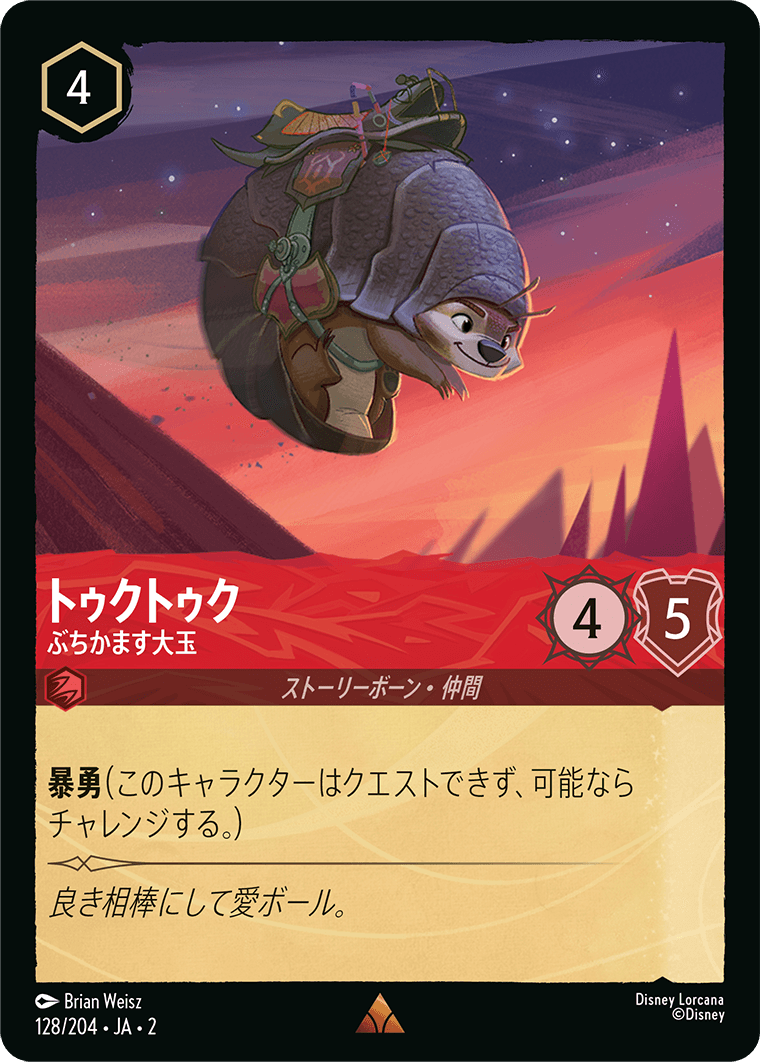 4
トゥクトゥク
ぶちかます大玉
4
5
ストーリーボーン・仲間
暴勇(このキャラクターはクエストできず、可能なら
チャレンジする。)
良き相棒にして愛ボール。
Brian Weisz
Disney Lorcana
128/204・JA・2
©Disney